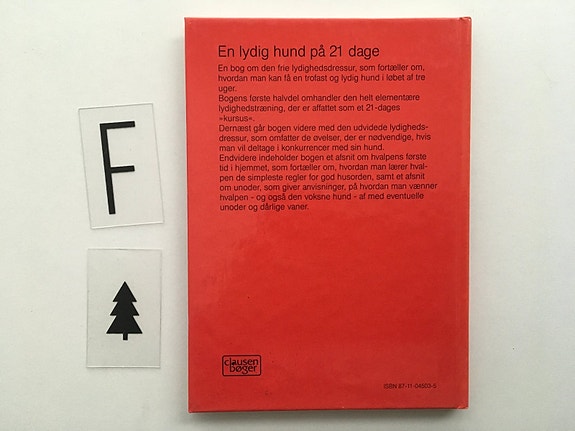 En lydig hund på 21 dage
En bog om den frie lydighedsdressur, som fortæller om,
hvordan man kan få en trofast og lydig hund i løbet af tre
uger.
Bogens første halvdel omhandler den helt elementære
lydighedstræning, der er affattet som et 21-dages
»kursus«.
Dernæst går bogen videre med den udvidede lydigheds-
dressur, som omfatter de øvelser, der er nødvendige, hvis
man vil deltage i konkurrencer med sin hund.
Endvidere indeholder bogen et afsnit om hvalpens første
tid i hjemmet, som fortæller om, hvordan man lærer hval-
pen de simpleste regler for god husorden, samt et afsnit
om unoder, som giver anvisninger, på hvordan man vænner
hvalpen - og også den voksne hund - af med eventuelle
unoder og dårlige vaner.
F
clausen
bøger
ISBN 87-11-04503-5